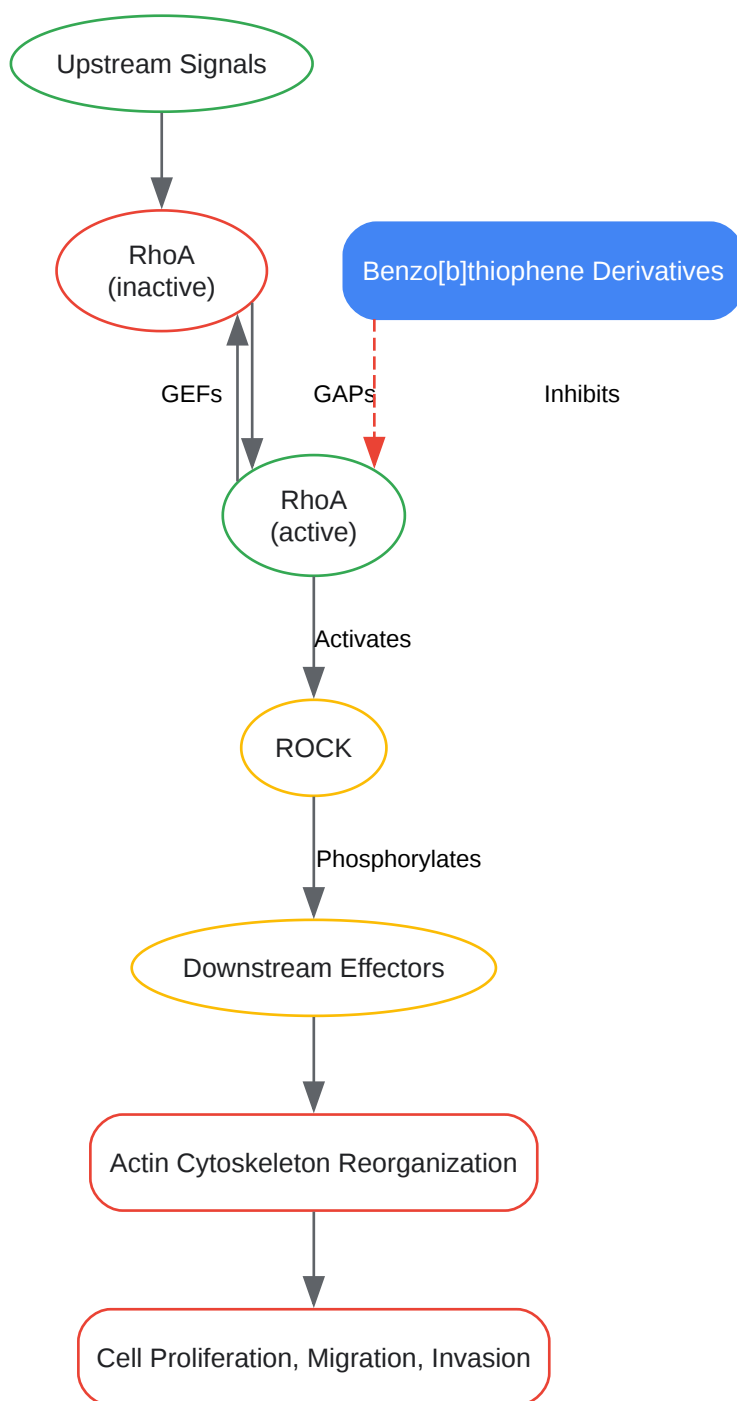 Upstream Signals
RhoA
(inactive)
Benzo[b]thiophene Derivatives
GEFs
GAPs
Inhibits
RhoA
(active)
Activates
ROCK
Phosphorylates
Downstream Effectors
Actin Cytoskeleton Reorganization
Cell Proliferation, Migration, Invasion